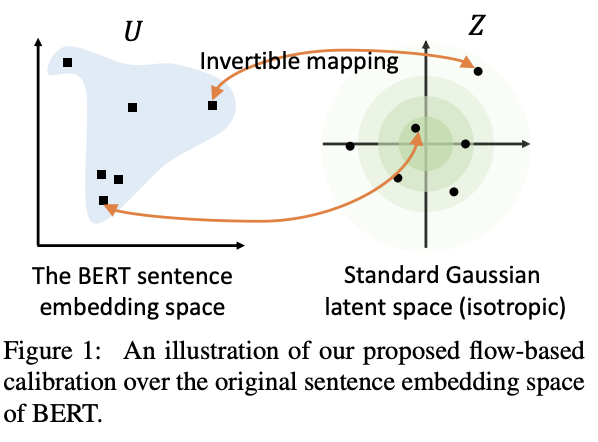 U
Z
Invertible mapping
The BERT sentence
embedding space
Standard Gaussian
latent space (isotropic)
Figure 1: An illustration of our proposed flow-based
calibration over the original sentence embedding space
of BERT.